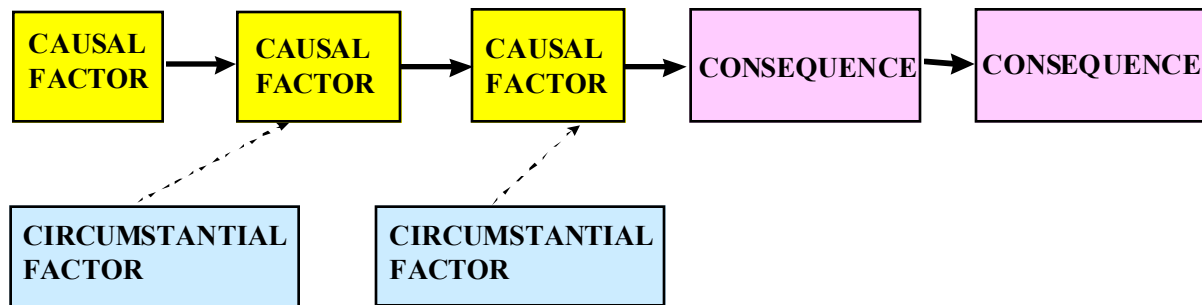 CAUSAL
FACTOR
CAUSAL
FACTOR
CAUSAL
FACTOR
CONSEQUENCE
CONSEQUENCE
CIRCUMSTANTIAL
FACTOR
CIRCUMSTANTIAL
FACTOR